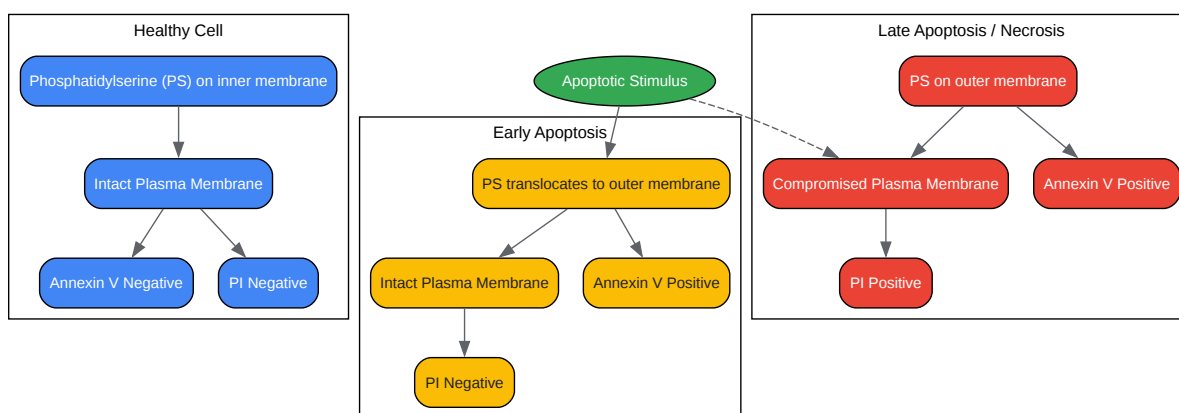 Healthy Cell
Phosphatidylserine (PS) on inner membrane
Intact Plasma Membrane
Annexin V Negative
PI Negative
Apoptotic Stimulus
Early Apoptosis
PS translocates to outer membrane
Intact Plasma Membrane
Annexin V Positive
PI Negative
Late Apoptosis / Necrosis
PS on outer membrane
Compromised Plasma Membrane
Annexin V Positive
PI Positive